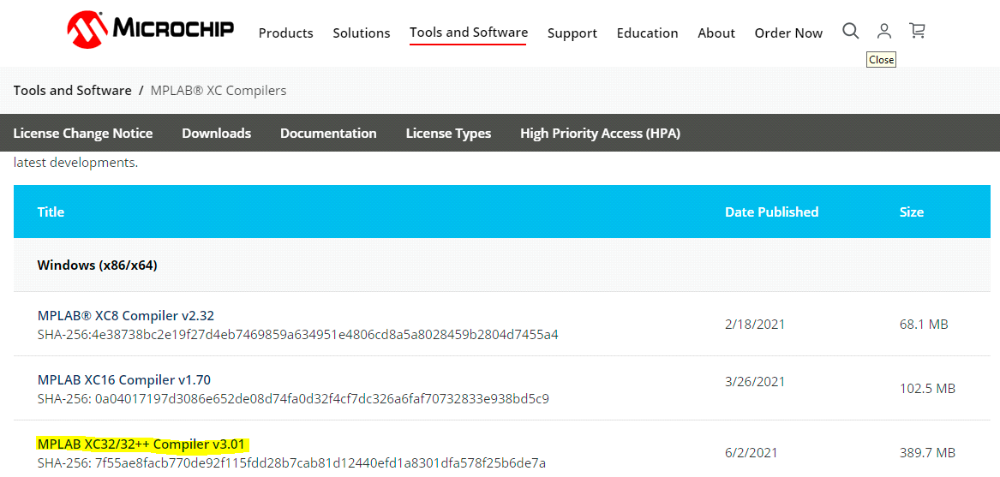 MICROCHIP Products Solutions Tools and Software Support Education About Order Now
Close
Tools and Software / MPLAB® XC Compilers
License Change Notice Downloads Documentation License Types High Priority Access (HPA)
latest developments.
Title Date Published Size
Windows (x86/x64)
MPLAB® XC8 Compiler v2.32
SHA-256:4e38738bc2e19f27d4eb7469859a634951e4806cd8a5a8028459b2804d7455a4 2/18/2021 68.1 MB
MPLAB XC16 Compiler v1.70 3/26/2021
SHA-256: 0a04017197d3086e652de08d74fa0d32f4cf7dc326a6faf70732833e938bd5c9 102.5 MB
MPLAB XC32/32++ Compiler v3.01
SHA-256: 7f55ae8facb770de92f115fdd28b7cab81d12440efd1a8301dfa578f25b6de7a 6/2/2021 389.7 MB